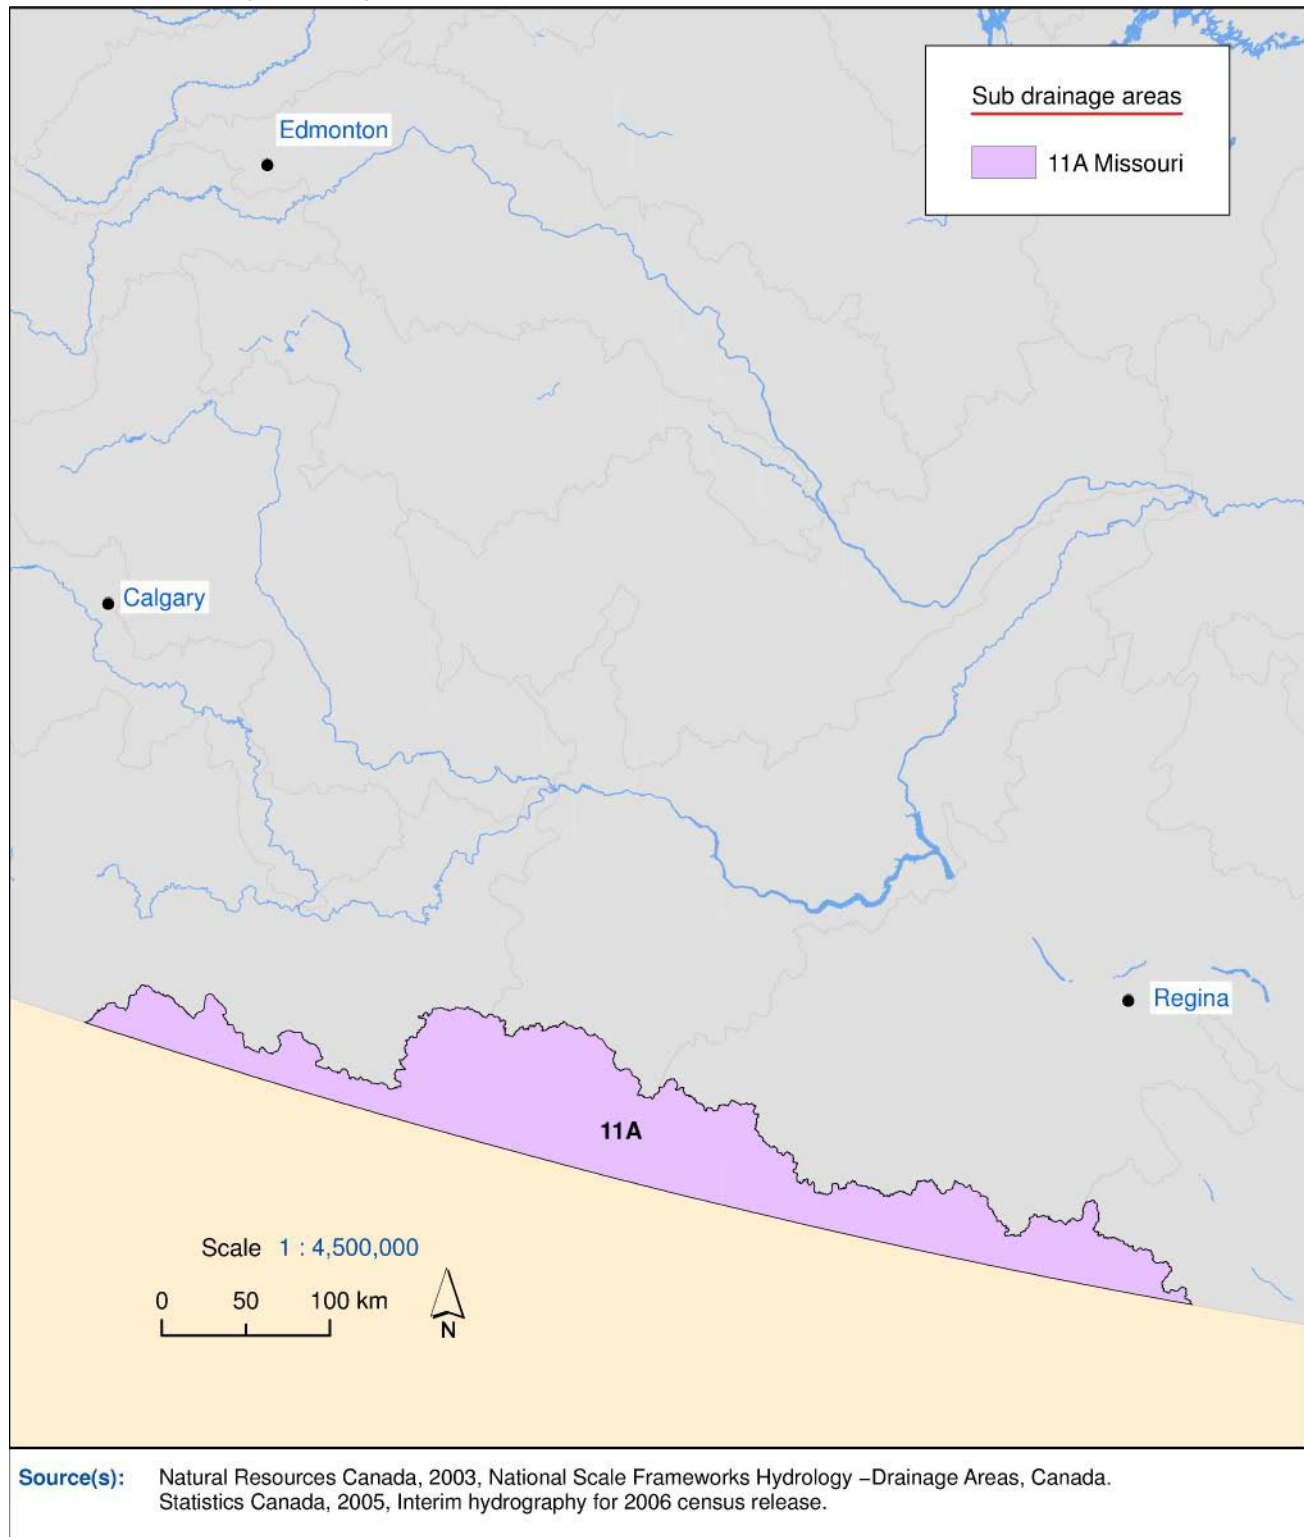 Sub drainage areas
11A Missouri
Edmonton
Calgary
Regina
11A
Scale 1 : 4,500,000
0 50 100 km
N
Source(s): Natural Resources Canada, 2003, National Scale Frameworks Hydrology –Drainage Areas, Canada.
Statistics Canada, 2005, Interim hydrography for 2006 census release.